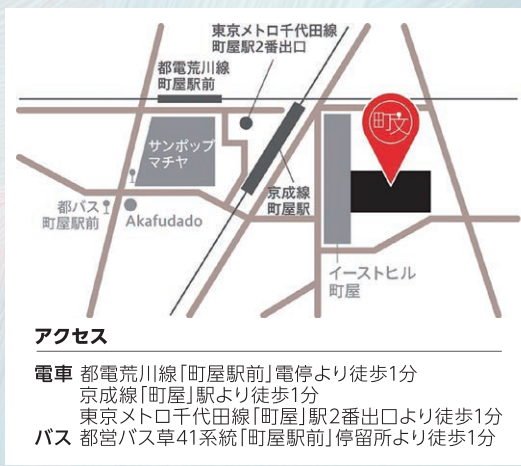 東京メトロ千代田線
町屋駅2番出口
都電荒川線
町屋駅前
町文
サンポップ
マチヤ
京成線
町屋駅
都バス
町屋駅前
Akafudado
イーストヒル
町屋
アクセス
電車 都電荒川線「町屋駅前」電停より徒歩1分
京成線「町屋」駅より徒歩1分
東京メトロ千代田線「町屋」駅2番出口より徒歩1分
バス 都営バス草41系統「町屋駅前」停留所より徒歩1分